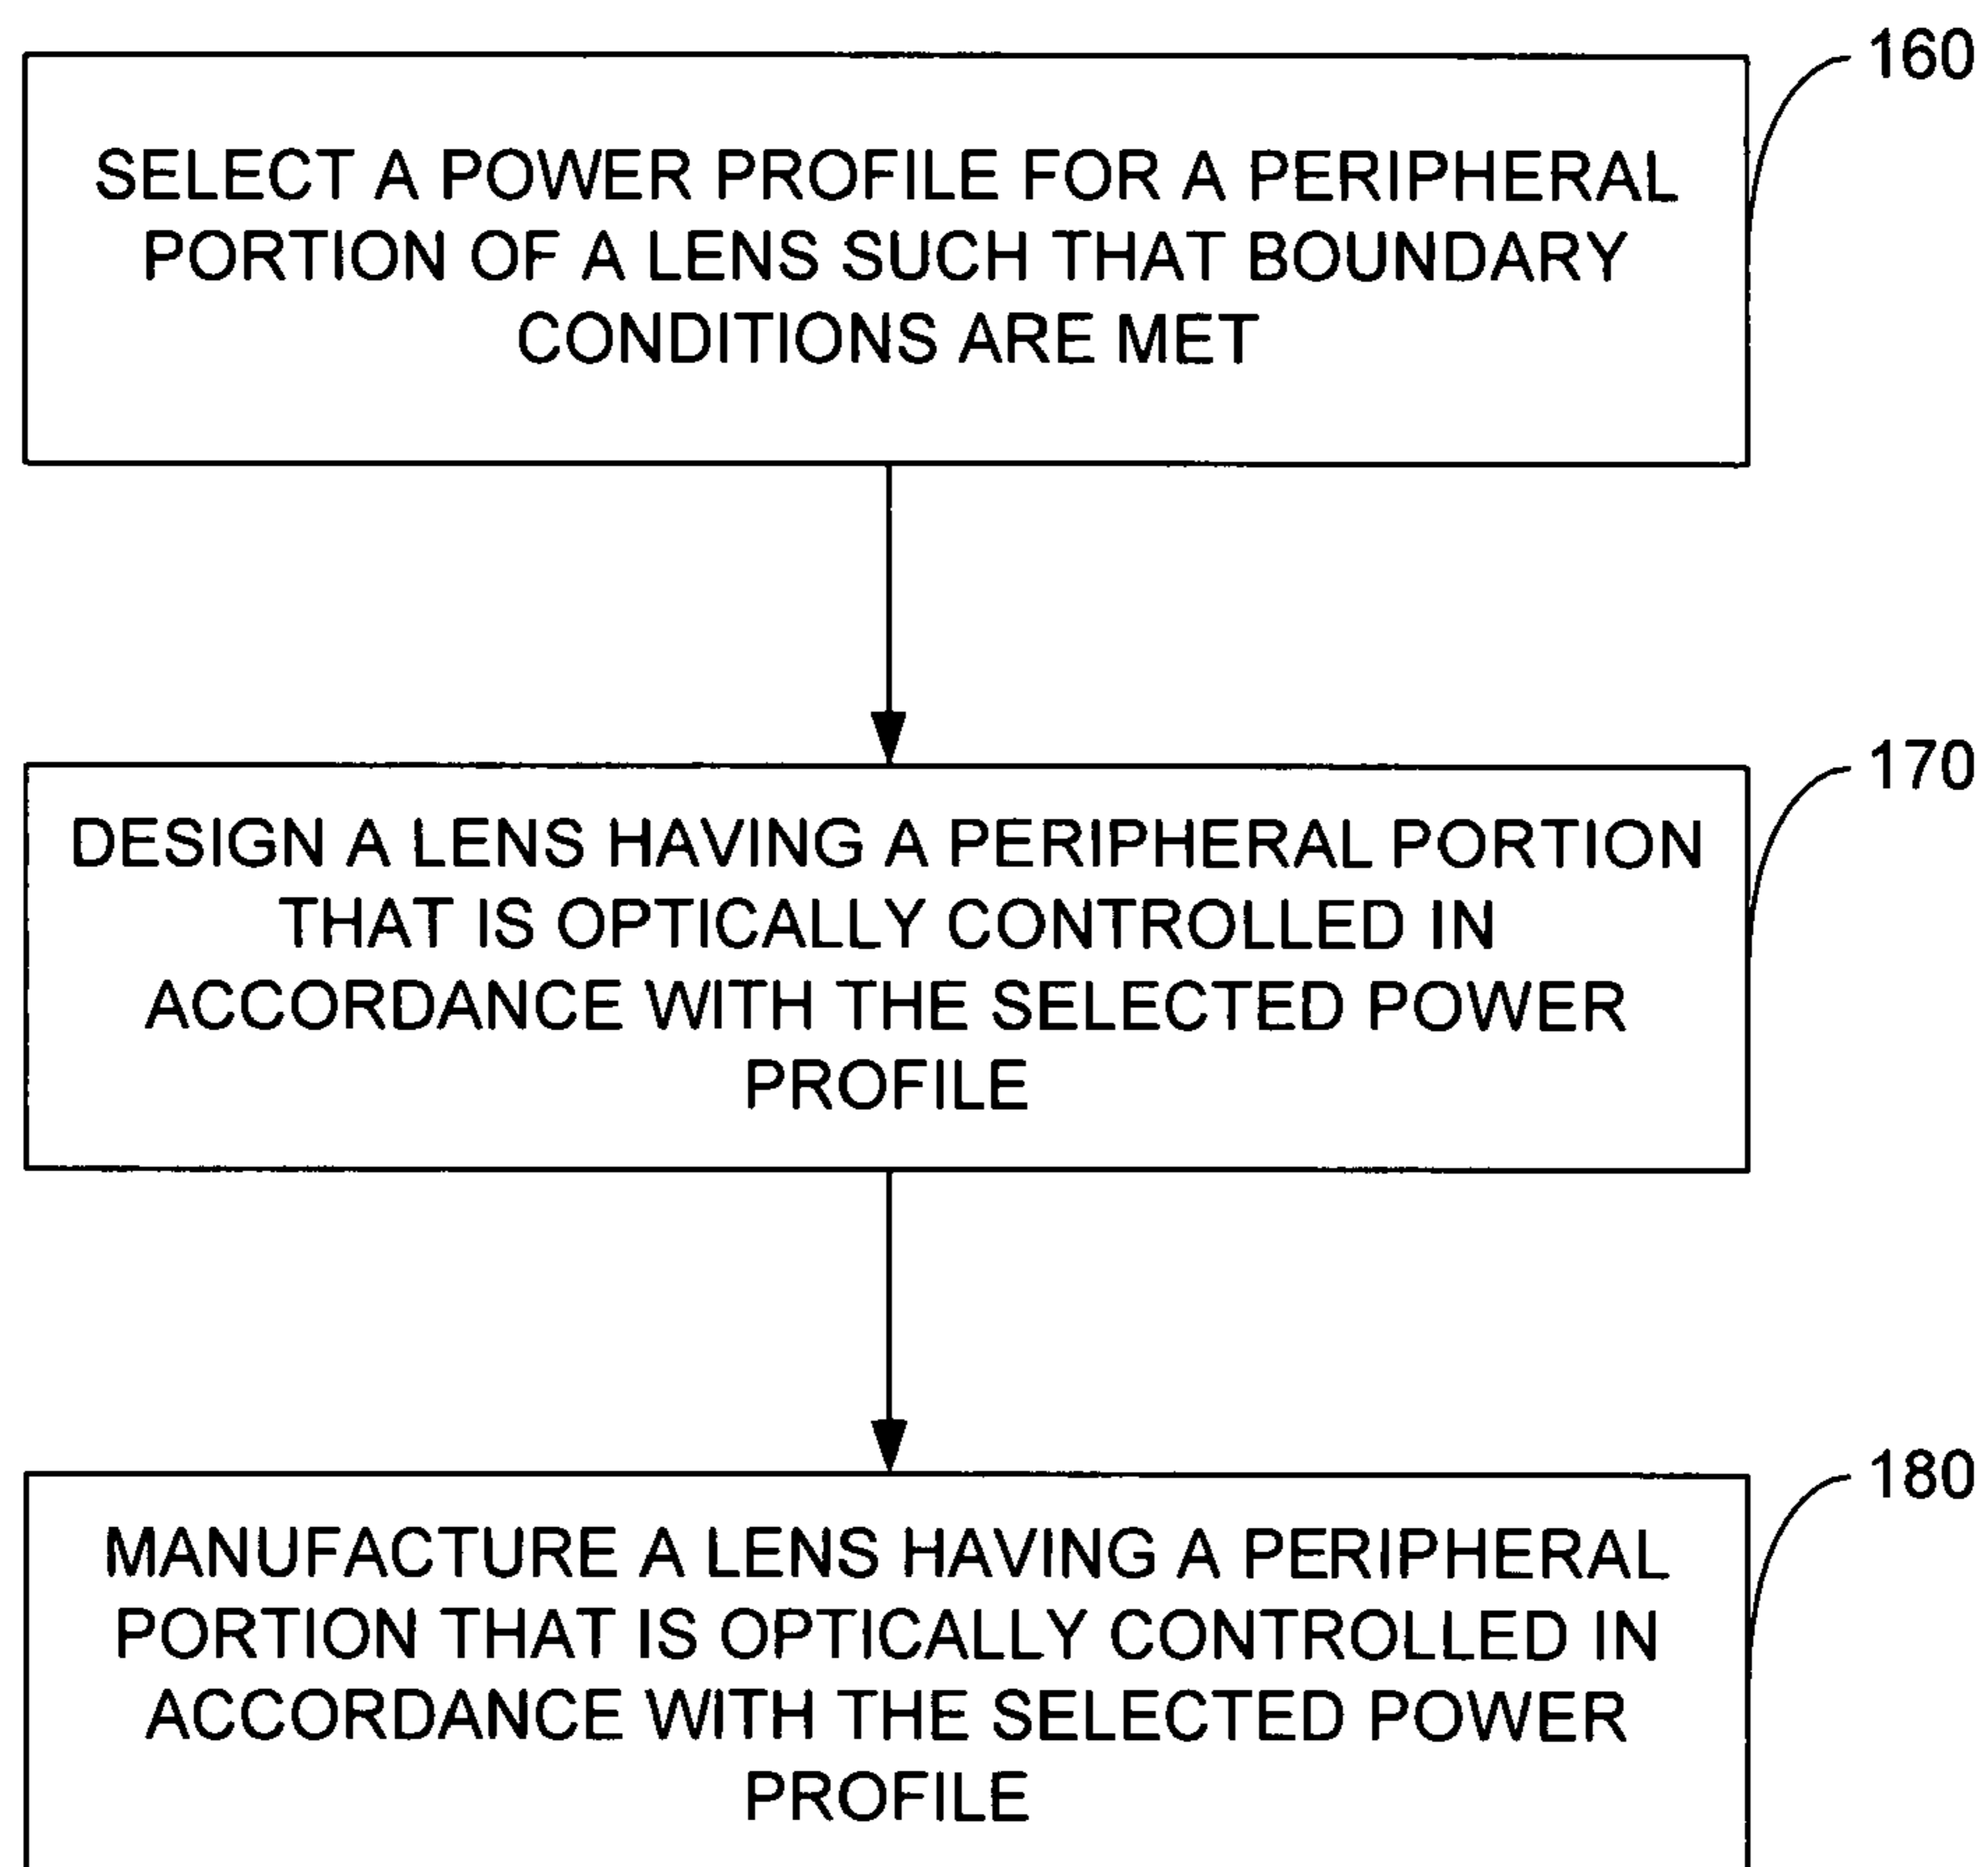 160
SELECT A POWER PROFILE FOR A PERIPHERAL
PORTION OF A LENS SUCH THAT BOUNDARY
CONDITIONS ARE MET
170
DESIGN A LENS HAVING A PERIPHERAL PORTION
THAT IS OPTICALLY CONTROLLED IN
ACCORDANCE WITH THE SELECTED POWER
PROFILE
180
MANUFACTURE A LENS HAVING A PERIPHERAL
PORTION THAT IS OPTICALLY CONTROLLED IN
ACCORDANCE WITH THE SELECTED POWER
PROFILE